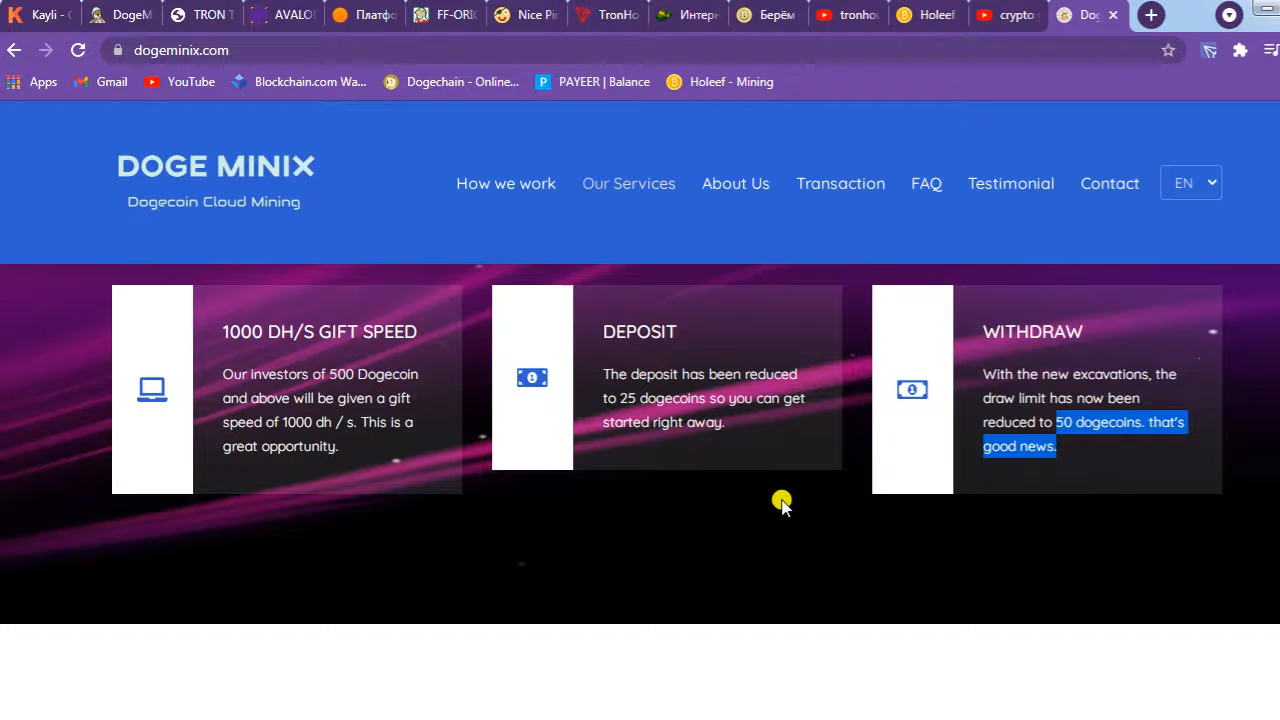 Kayli - 
DogeM
TRON T
AVALO
Платфо
FF-ORI
Nice Pi
TronHo
Интерн
Берём
tronhou
Holeef
crypto
Dog
dogeminix.com
Apps
Gmail
YouTube
Blockchain.com Wa...
Dogechain - Online...
PAYEER | Balance
Holeef - Mining
DOGE MINIX
Dogecoin Cloud Mining
How we work
Our Services
About Us
Transaction
FAQ
Testimonial
Contact
EN
1000 DH/S GIFT SPEED
Our investors of 500 Dogecoin
and above will be given a gift
speed of 1000 dh / s. This is a
great opportunity.
DEPOSIT
The deposit has been reduced
to 25 dogecoins so you can get
started right away.
WITHDRAW
With the new excavations, the
draw limit has now been
reduced to 50 dogecoins. that's
good news.